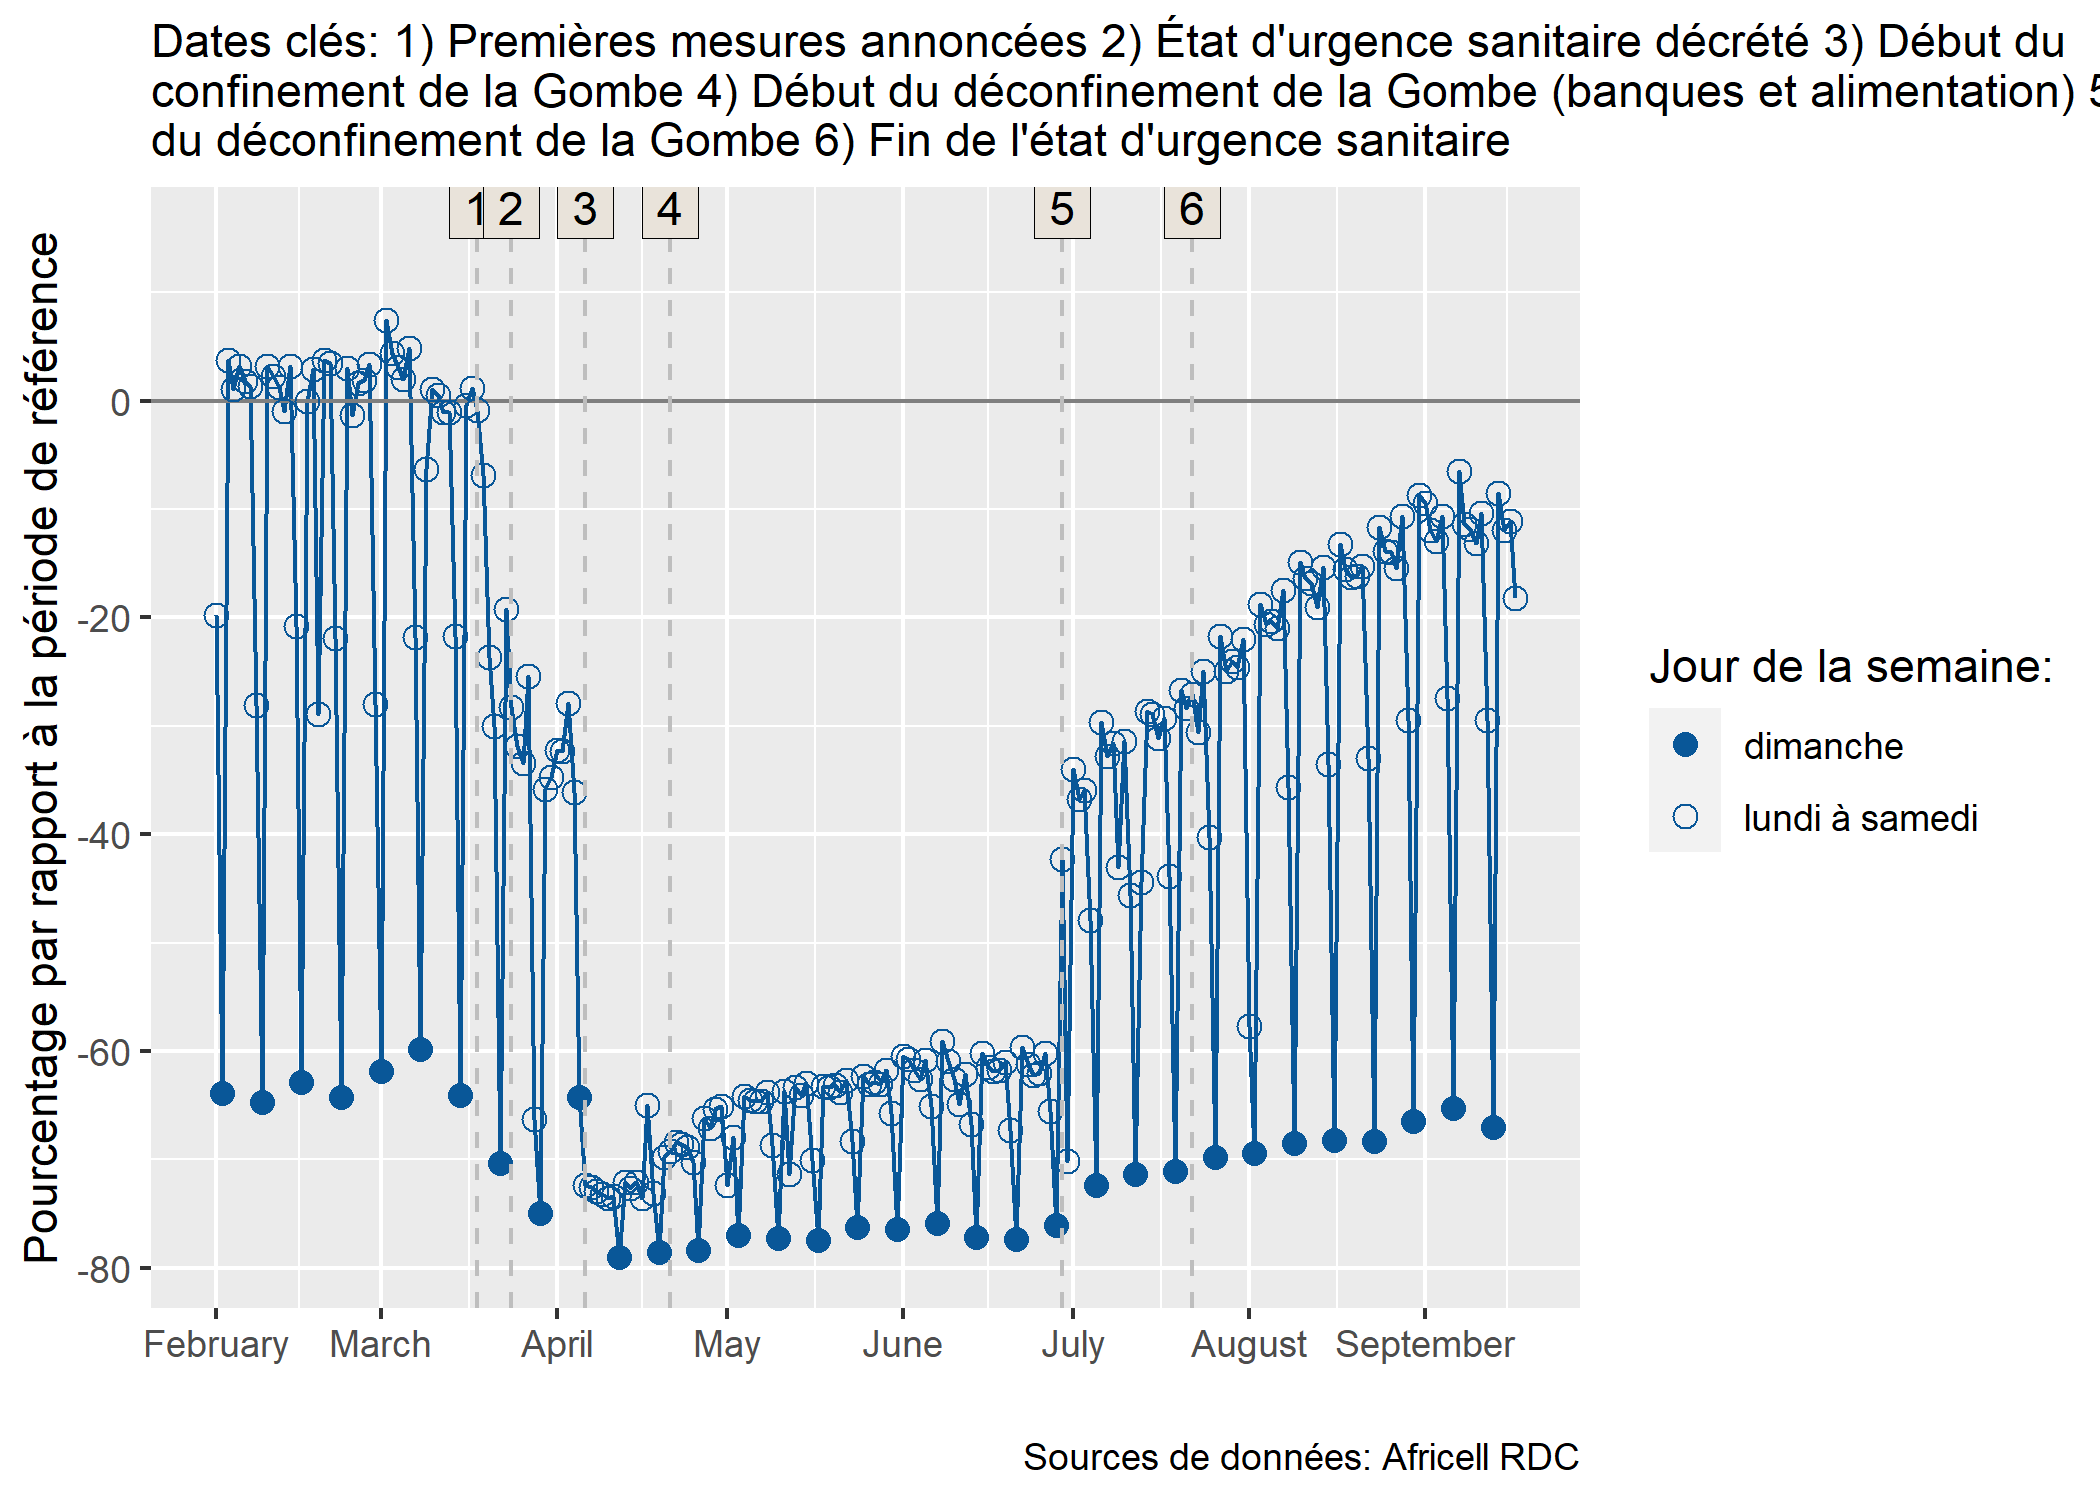 Dates clés: 1) Premières mesures annoncées 2) État d'urgence sanitaire décrété 3) Début du
confinement de la Gombe 4) Début du déconfinement de la Gombe (banques et alimentation) 5
du déconfinement de la Gombe 6) Fin de l'état d'urgence sanitaire
1 2 3 4 5 6
Pourcentage par rapport à la période de référence
0
-20
-40
-60
-80
February March April May June July August September
Jour de la semaine:
dimanche
lundi à samedi
Sources de données: Africell RDC